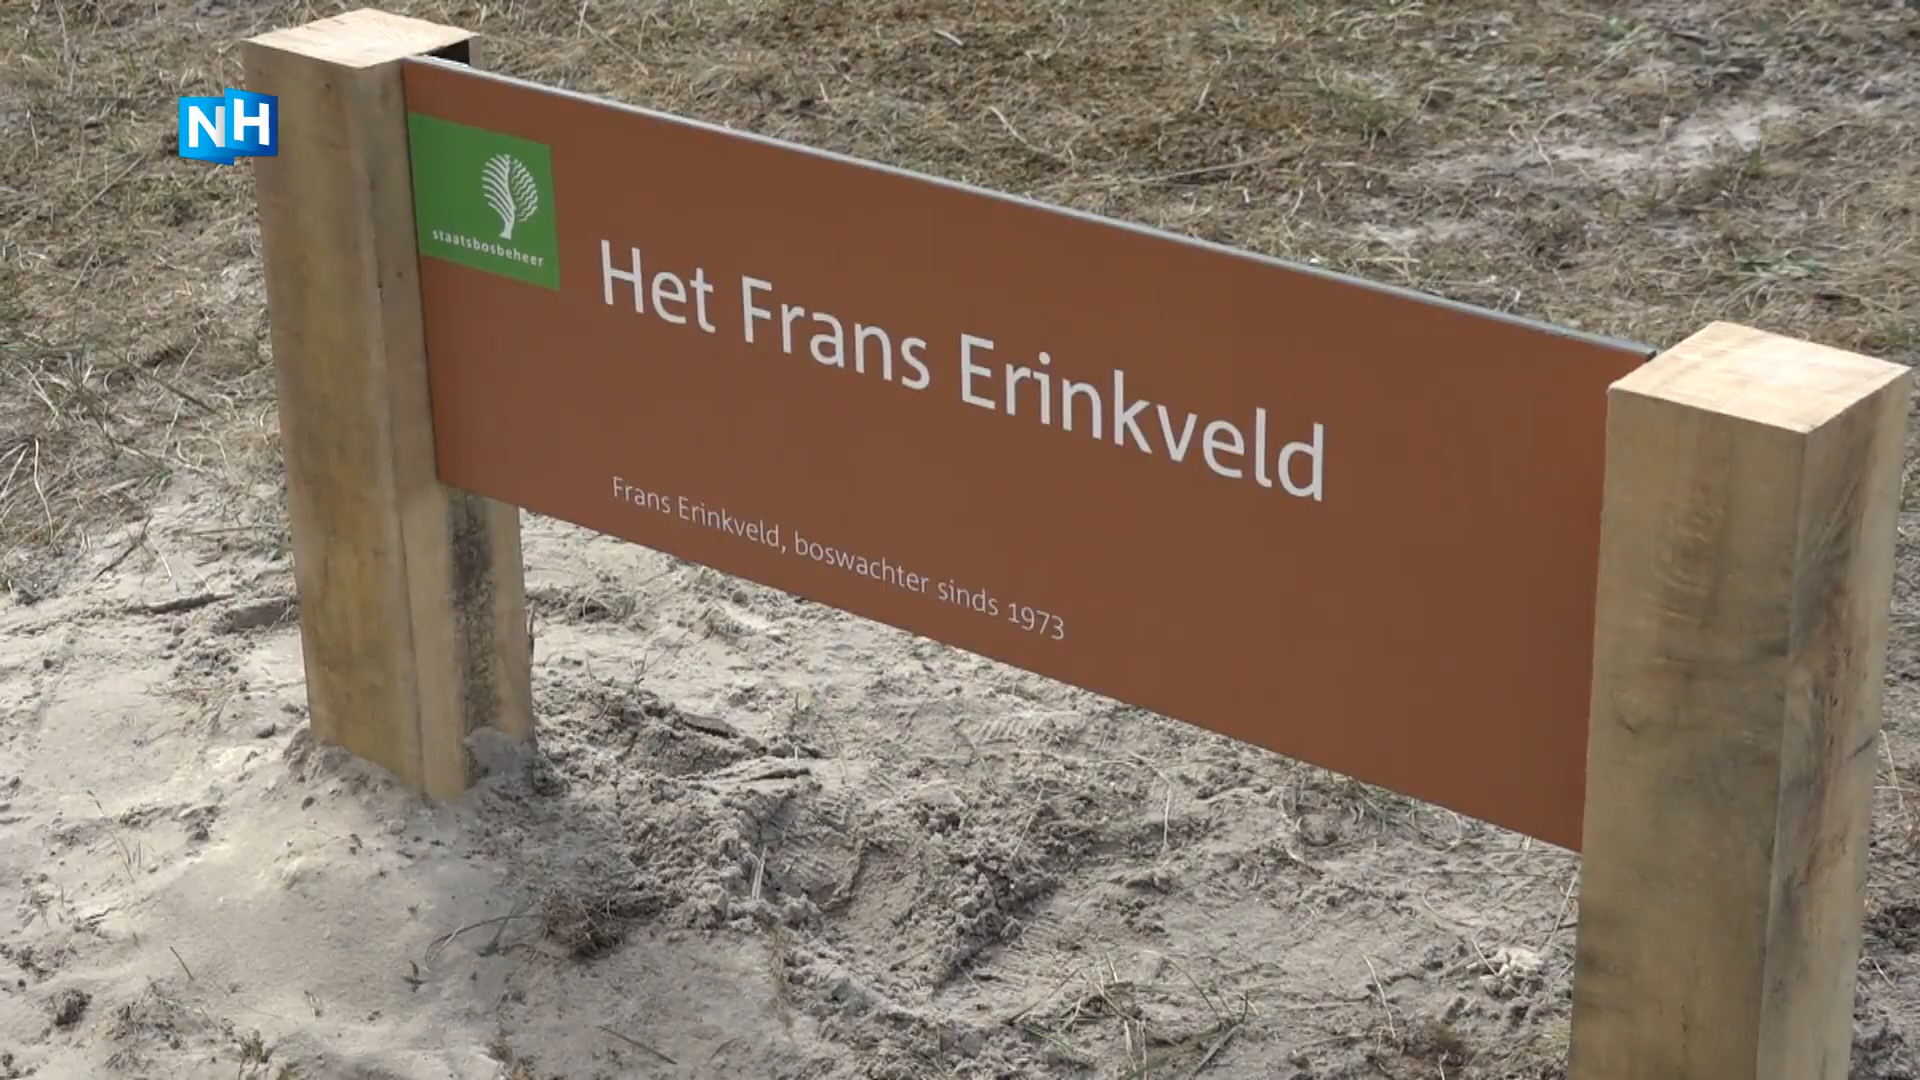 NH
staatsbosbeheer
Het Frans Erinkveld
Frans Erinkveld, boswachter sinds 1973